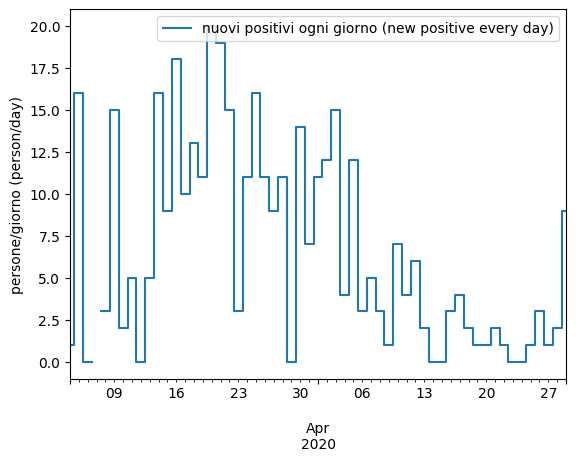 nuovi positivi ogni giorno (new positive every day)
persone/giorno (person/day)
20.0
17.5
15.0
12.5
10.0
7.5
5.0
2.5
0.0
09 16 23 30 06 13 20 27
Apr
2020